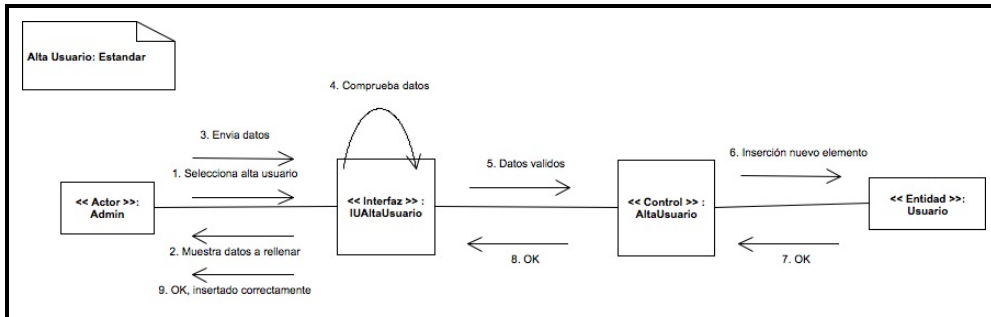 Alta Usuario: Estandar
4. Comprueba datos
3. Envia datos
1. Selecciona alta usuario
5. Datos validos
6. Inserción nuevo elemento
<< Actor >>:
Admin
<< Interfaz >> :
IUAltaUsuario
<< Control >> :
AltaUsuario
<< Entidad >>:
Usuario
2. Muestra datos a rellenar
8. OK
7. OK
9. OK, insertado correctamente